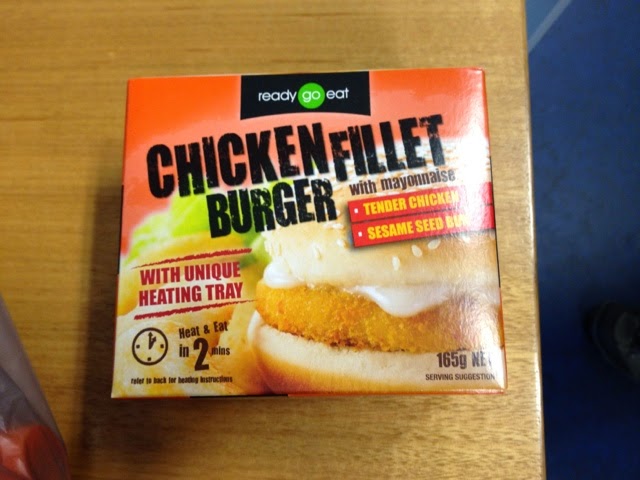 ready go eat
CHICKEN FILLET
BURGER
with mayonnaise
• TENDER CHICKEN
• SESAME SEED BUN
WITH UNIQUE
HEATING TRAY
Heat & Eat
in 2 mins
refer to back for heating instructions
165g NET
SERVING SUGGESTION